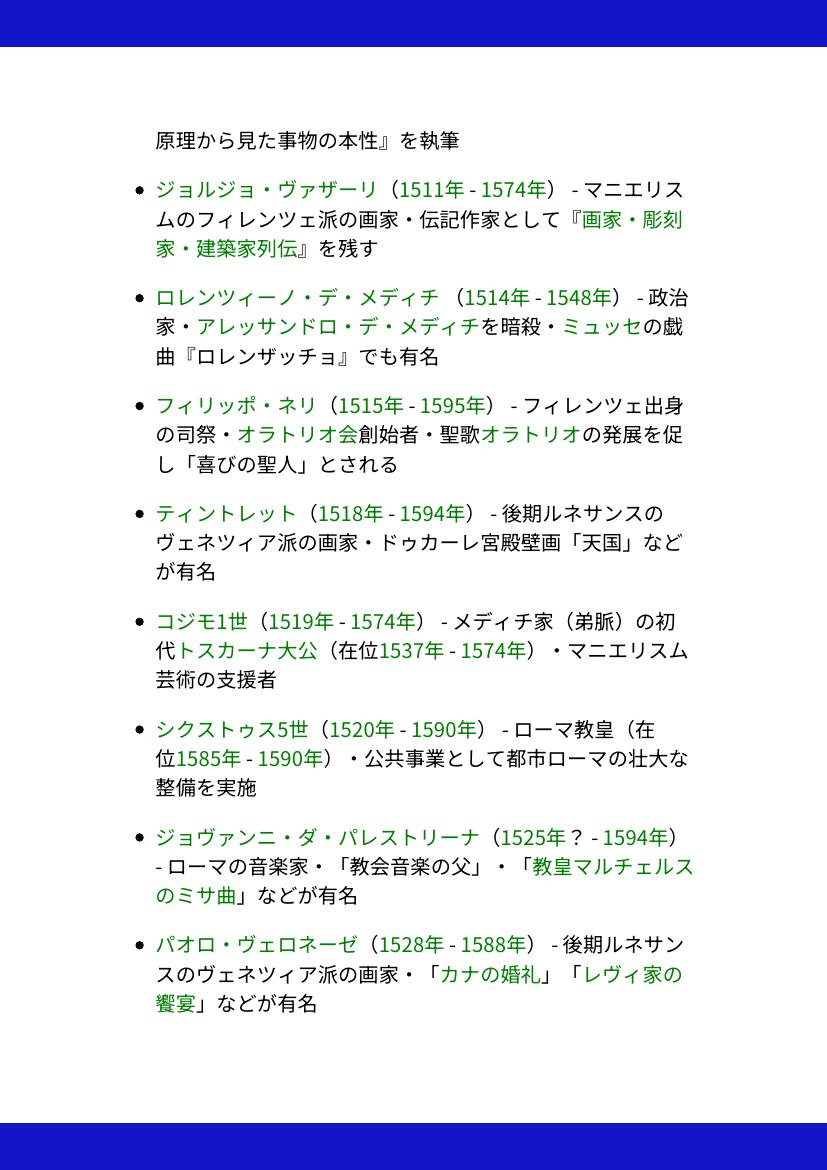 原理から見た事物の本性』を執筆
● ジョルジョ・ヴァザーリ（1511年 - 1574年） - マニエリス
ムのフィレンツェ派の画家・伝記作家として『画家・彫刻
家・建築家列伝』を残す
● ロレンツィーノ・デ・メディチ （1514年 - 1548年） - 政治
家・アレッサンドロ・デ・メディチを暗殺・ミュッセの戯
曲『ロレンザッチョ』でも有名
● フィリッポ・ネリ（1515年 - 1595年） - フィレンツェ出身
の司祭・オラトリオ会創始者・聖歌オラトリオの発展を促
し「喜びの聖人」とされる
● ティントレット（1518年 - 1594年） - 後期ルネサンスの
ヴェネツィア派の画家・ドゥカーレ宮殿壁画「天国」など
が有名
● コジモ1世（1519年 - 1574年） - メディチ家（弟脈）の初
代トスカーナ大公（在位1537年 - 1574年）・マニエリスム
芸術の支援者
● シクストゥス5世（1520年 - 1590年） - ローマ教皇（在
位1585年 - 1590年）・公共事業として都市ローマの壮大な
整備を実施
● ジョヴァンニ・ダ・パレストリーナ（1525年？ - 1594年）
- ローマの音楽家・「教会音楽の父」・「教皇マルチェルス
のミサ曲」などが有名
● パオロ・ヴェロネーゼ（1528年 - 1588年） - 後期ルネサン
スのヴェネツィア派の画家・「カナの婚礼」「レヴィ家の
饗宴」などが有名